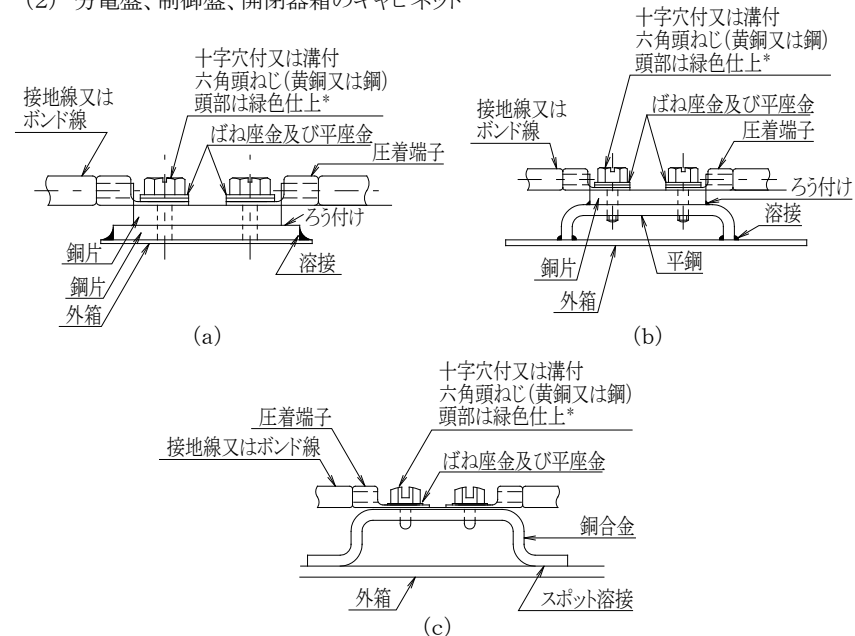 (2) 分電盤、制御盤、開閉器箱のキャビネット
十字穴付又は溝付
六角頭ねじ(黄銅又は鋼)
頭部は緑色仕上*
接地線又は
ボンド線
ばね座金及び平座金
圧着端子
ろう付け
溶接
銅片
鋼片
外箱
(a)
十字穴付又は溝付
六角頭ねじ(黄銅又は鋼)
頭部は緑色仕上*
接地線又は
ボンド線
ばね座金及び平座金
圧着端子
ろう付け
溶接
銅片
平鋼
外箱
(b)
十字穴付又は溝付
六角頭ねじ(黄銅又は鋼)
頭部は緑色仕上*
圧着端子
接地線又はボンド線
ばね座金及び平座金
銅合金
外箱
スポット溶接
(c)